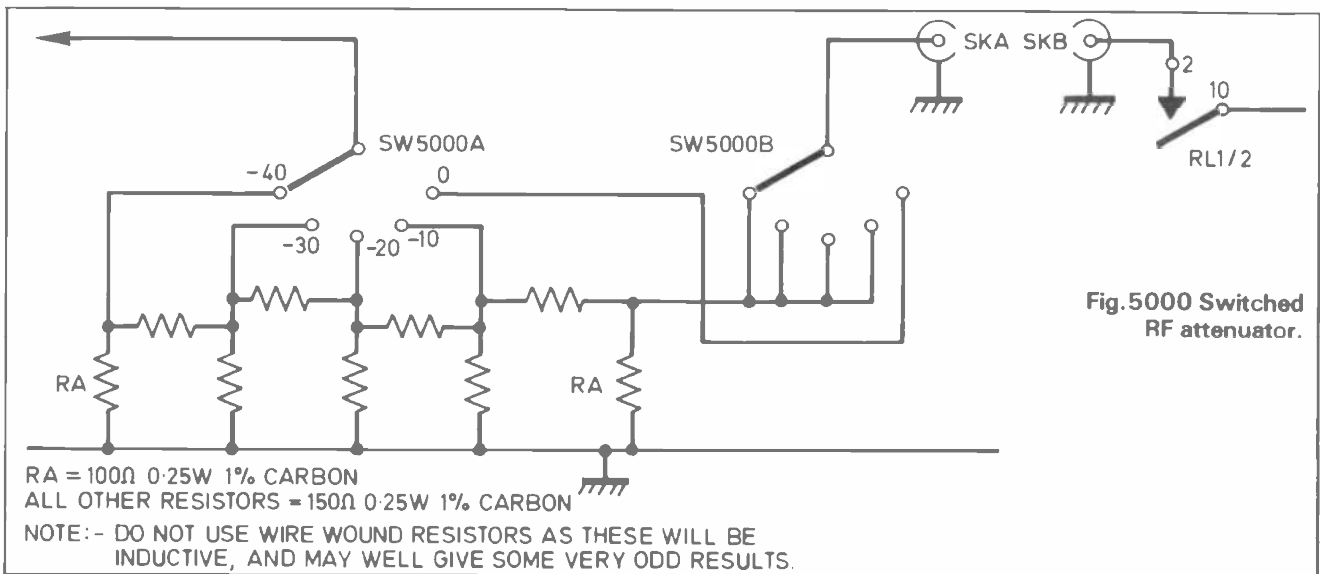 SKA SKB
2
10
RL1/2
SW5000A
SW5000B
-40
0
-30
-20
-10
Fig.5000 Switched
RF attenuator.
RA
RA
RA = 100Ω 0·25W 1% CARBON
ALL OTHER RESISTORS = 150Ω 0·25W 1% CARBON
NOTE:- DO NOT USE WIRE WOUND RESISTORS AS THESE WILL BE
INDUCTIVE, AND MAY WELL GIVE SOME VERY ODD RESULTS.